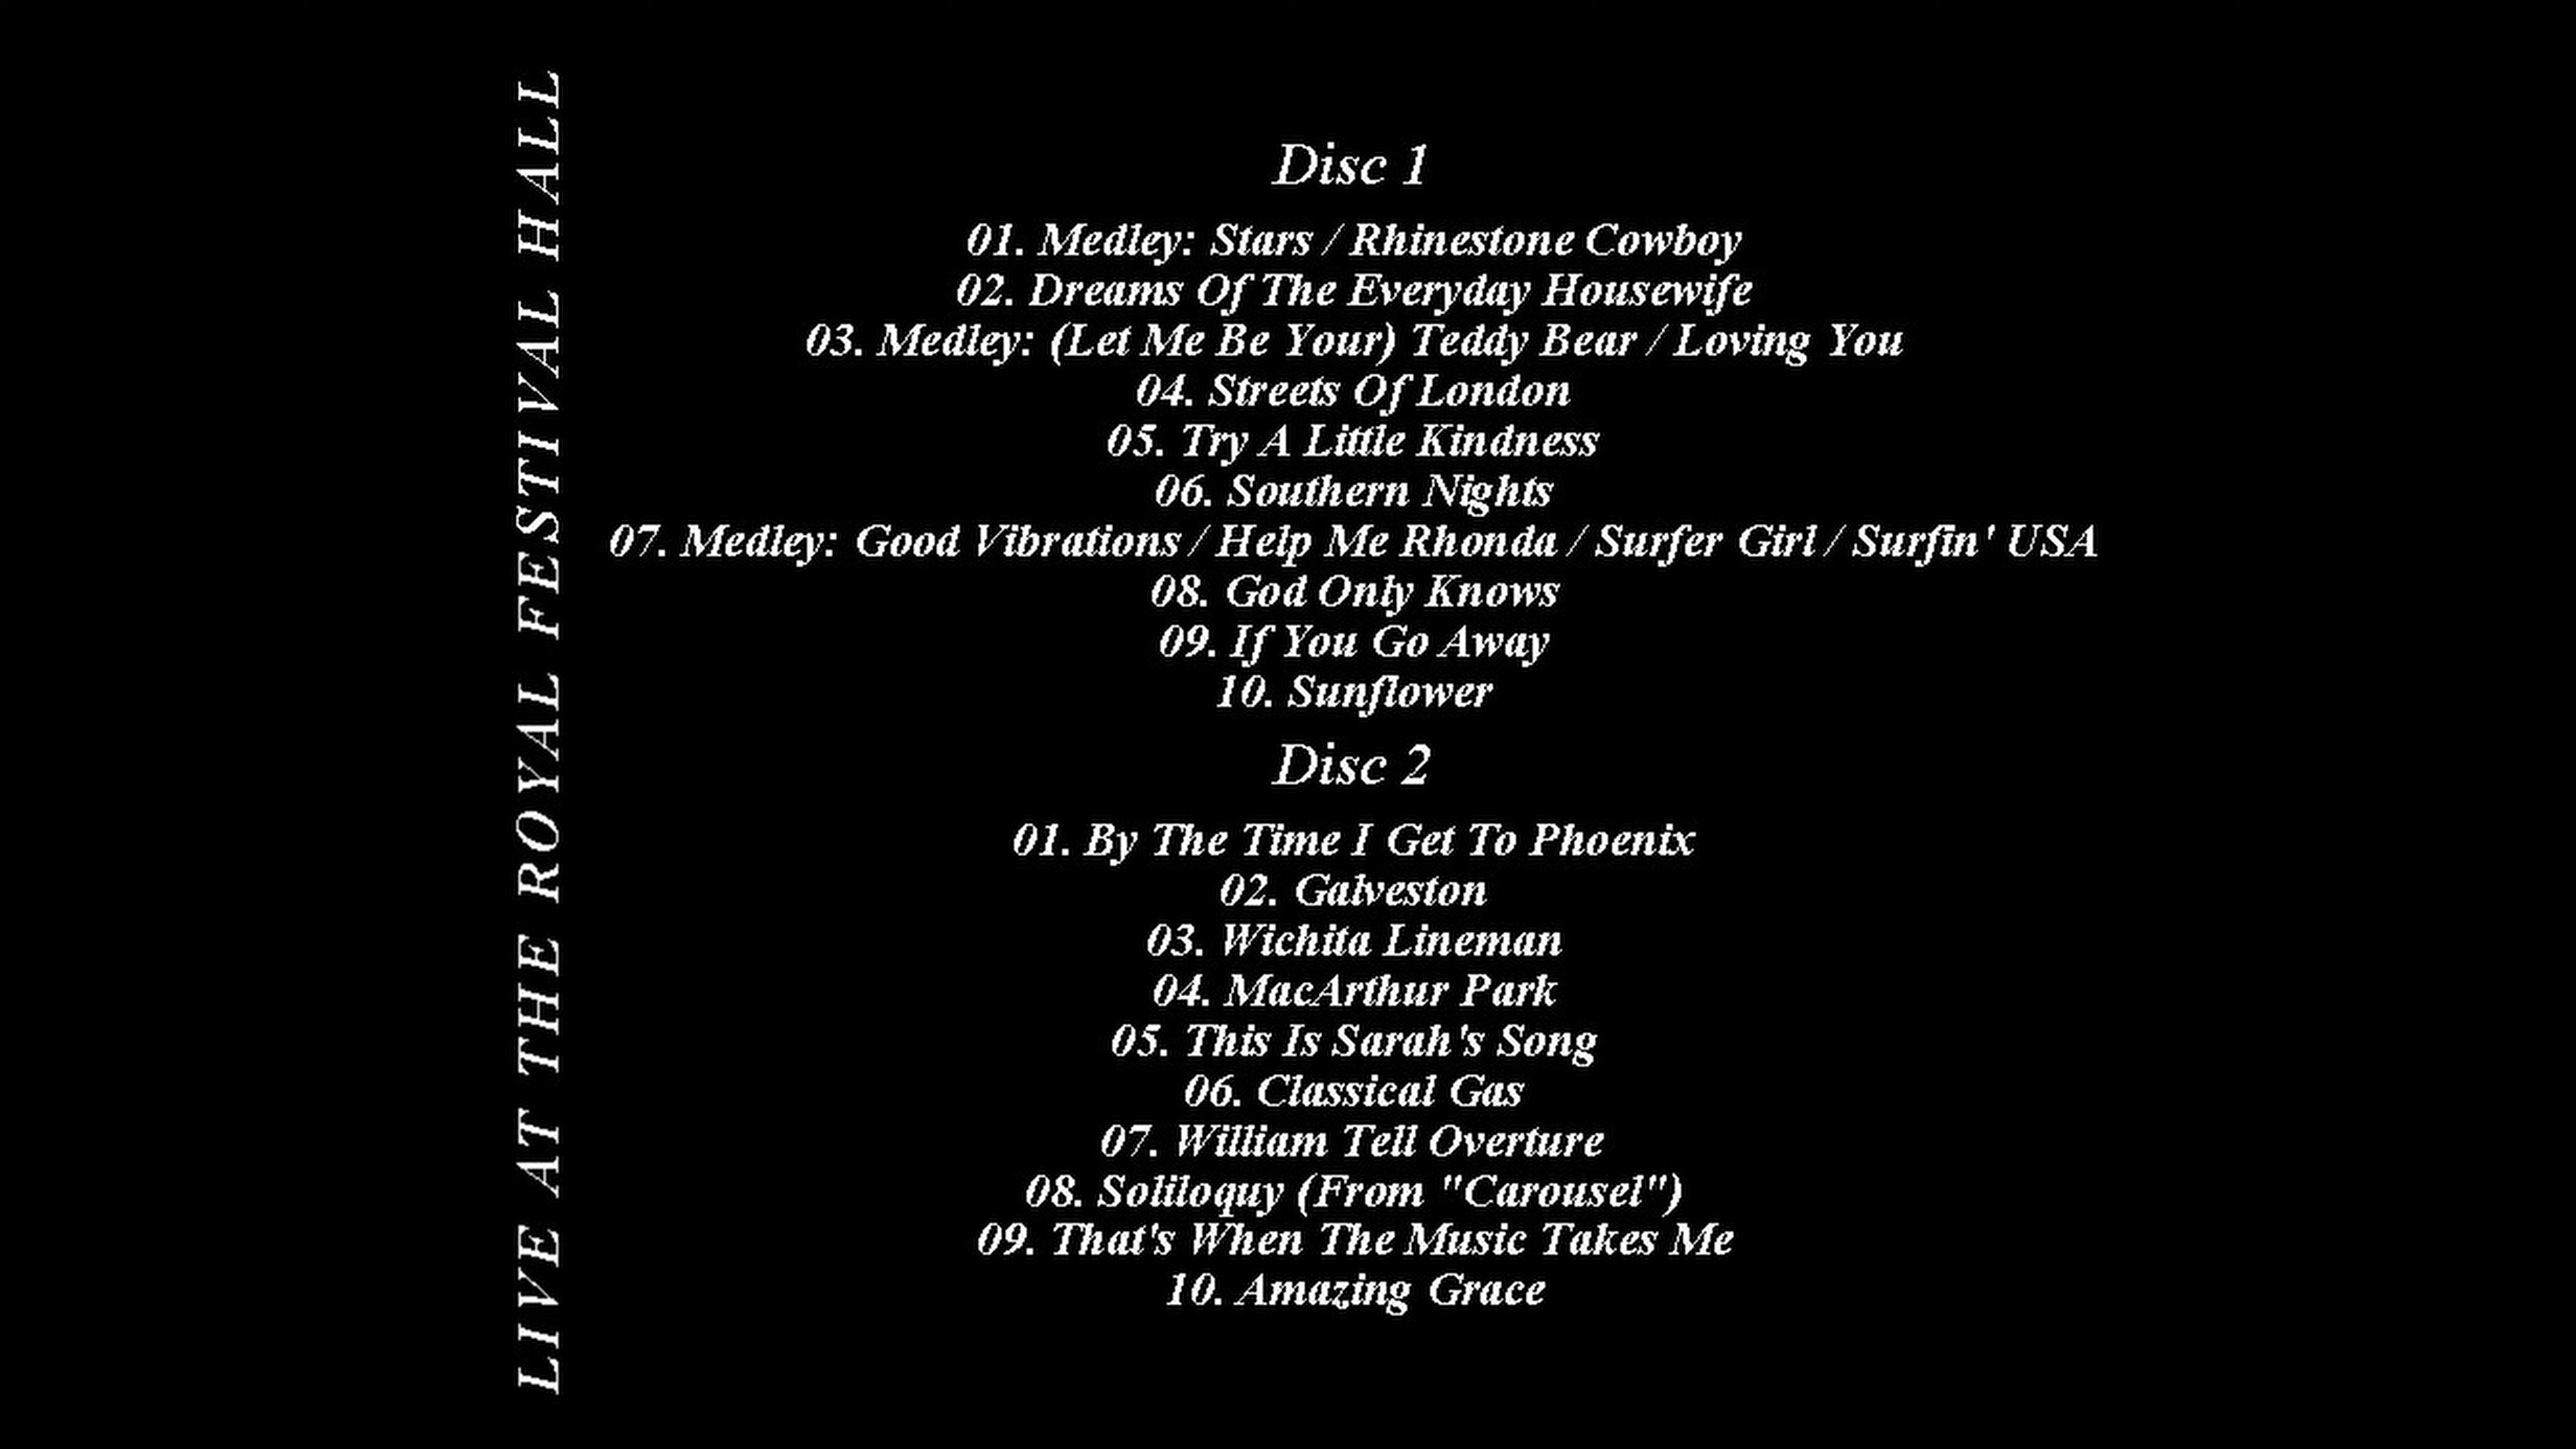 LIVE AT THE ROYAL FESTIVAL HALL
Disc 1
01. Medley: Stars / Rhinestone Cowboy
02. Dreams Of The Everyday Housewife
03. Medley: (Let Me Be Your) Teddy Bear / Loving You
04. Streets Of London
05. Try A Little Kindness
06. Southern Nights
07. Medley: Good Vibrations / Help Me Rhonda / Surfer Girl / Surfin' USA
08. God Only Knows
09. If You Go Away
10. Sunflower
Disc 2
01. By The Time I Get To Phoenix
02. Galveston
03. Wichita Lineman
04. MacArthur Park
05. This Is Sarah's Song
06. Classical Gas
07. William Tell Overture
08. Soliloquy (From "Carousel")
09. That's When The Music Takes Me
10. Amazing Grace